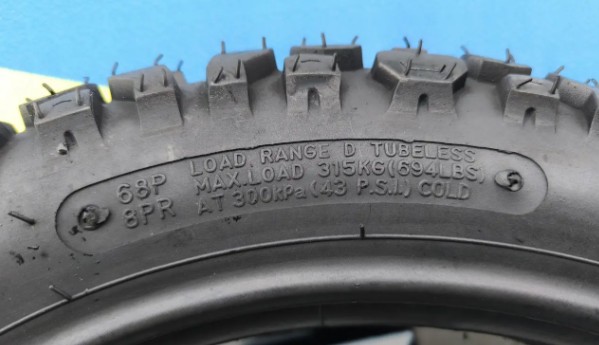 68P
8PR
LOAD RANGE D TUBELESS
MAX.LOAD 315KG(694LBS)
AT 300KPa(43 P.S.I.) COLD